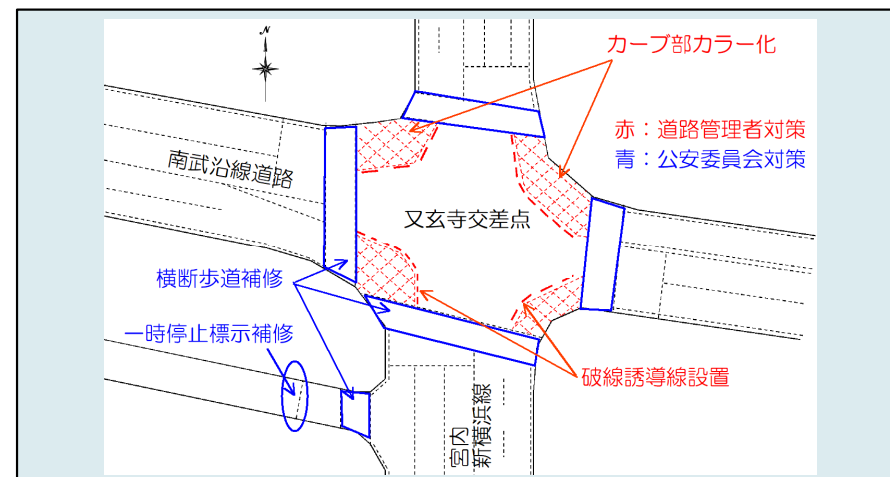 N
カーブ部カラー化
赤：道路管理者対策
青：公安委員会対策
南武沿線道路
又玄寺交差点
横断歩道補修
一時停止標示補修
破線誘導線設置
宮内
新横浜線